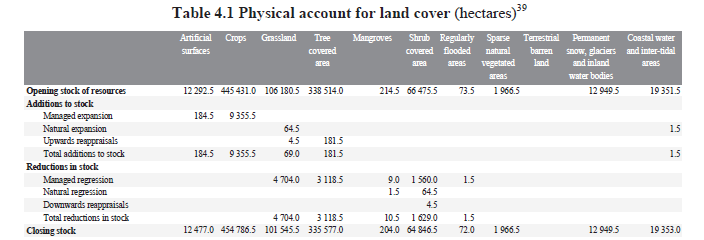 Table 4.1 Physical account for land cover (hectares)39
Artificial Crops Grassland Tree Mangroves Shrub Regularly Sparse Terrestrial Permanent Coastal water
surfaces covered covered flooded natural barren snow, glaciers and inter-tidal
area area areas vegetated land and inland areas
areas water bodies
Opening stock of resources 12 292.5 445 431.0 106 180.5 338 514.0 214.5 66 475.5 73.5 1 966.5 12 949.5 19 351.5
Additions to stock
Managed expansion 184.5 9 355.5
Natural expansion 64.5 1.5
Upwards reappraisals 4.5 181.5
Total additions to stock 184.5 9 355.5 69.0 181.5 1.5
Reductions in stock
Managed regression 4 704.0 3 118.5 9.0 1 560.0 1.5
Natural regression 1.5 64.5
Downwards reappraisals 4.5
Total reductions in stock 4 704.0 3 118.5 10.5 1 629.0 1.5
Closing stock 12 477.0 454 786.5 101 545.5 335 577.0 204.0 64 846.5 72.0 1 966.5 12 949.5 19 353.0